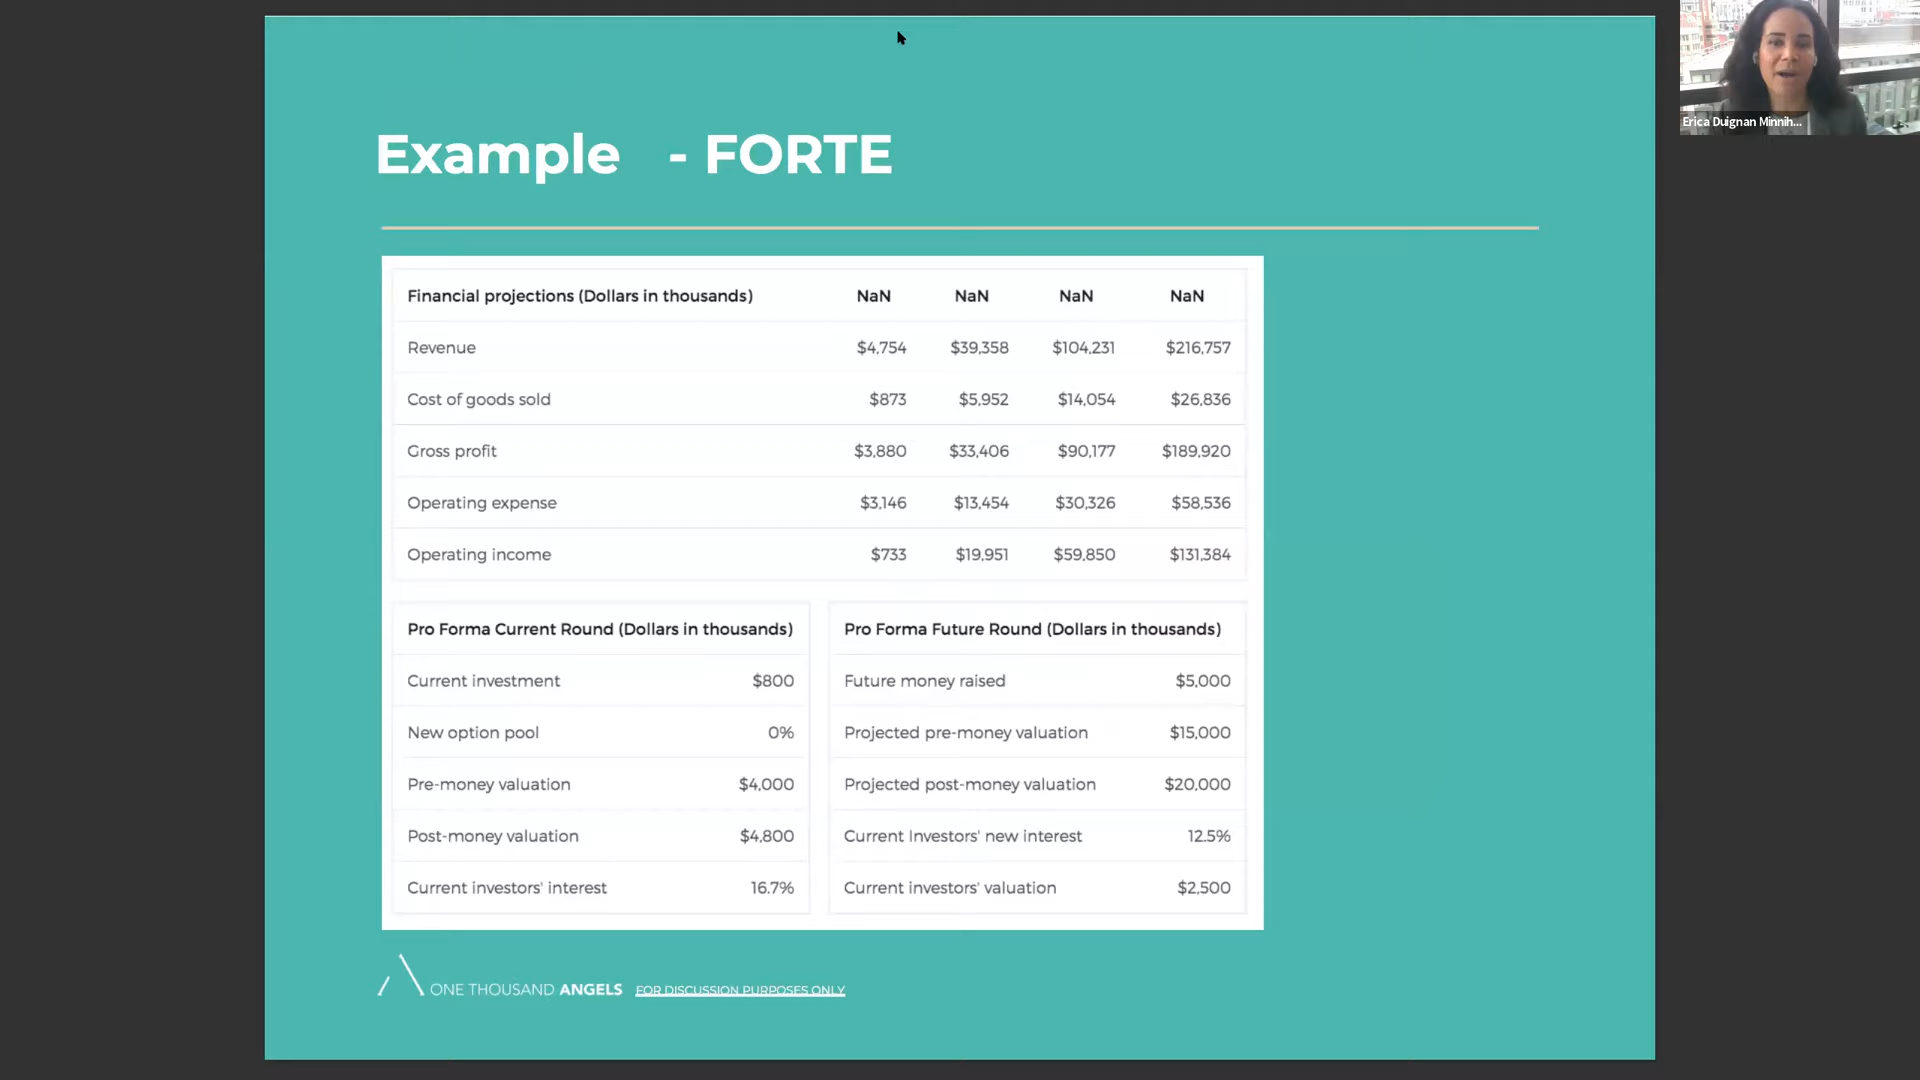 Erica Duignan Minnih...
Example - FORTE
Financial projections (Dollars in thousands) NaN NaN NaN NaN
Revenue $4,754 $39,358 $104,231 $216,757
Cost of goods sold $873 $5,952 $14,054 $26,836
Gross profit $3,880 $33,406 $90,177 $189,920
Operating expense $3,146 $13,454 $30,326 $58,536
Operating income $733 $19,951 $59,850 $131,384
Pro Forma Current Round (Dollars in thousands)
Current investment $800
New option pool 0%
Pre-money valuation $4,000
Post-money valuation $4,800
Current investors' interest 16.7%
Pro Forma Future Round (Dollars in thousands)
Future money raised $5,000
Projected pre-money valuation $15,000
Projected post-money valuation $20,000
Current Investors' new interest 12.5%
Current investors' valuation $2,500
ONE THOUSAND ANGELS FOR DISCUSSION PURPOSES ONLY